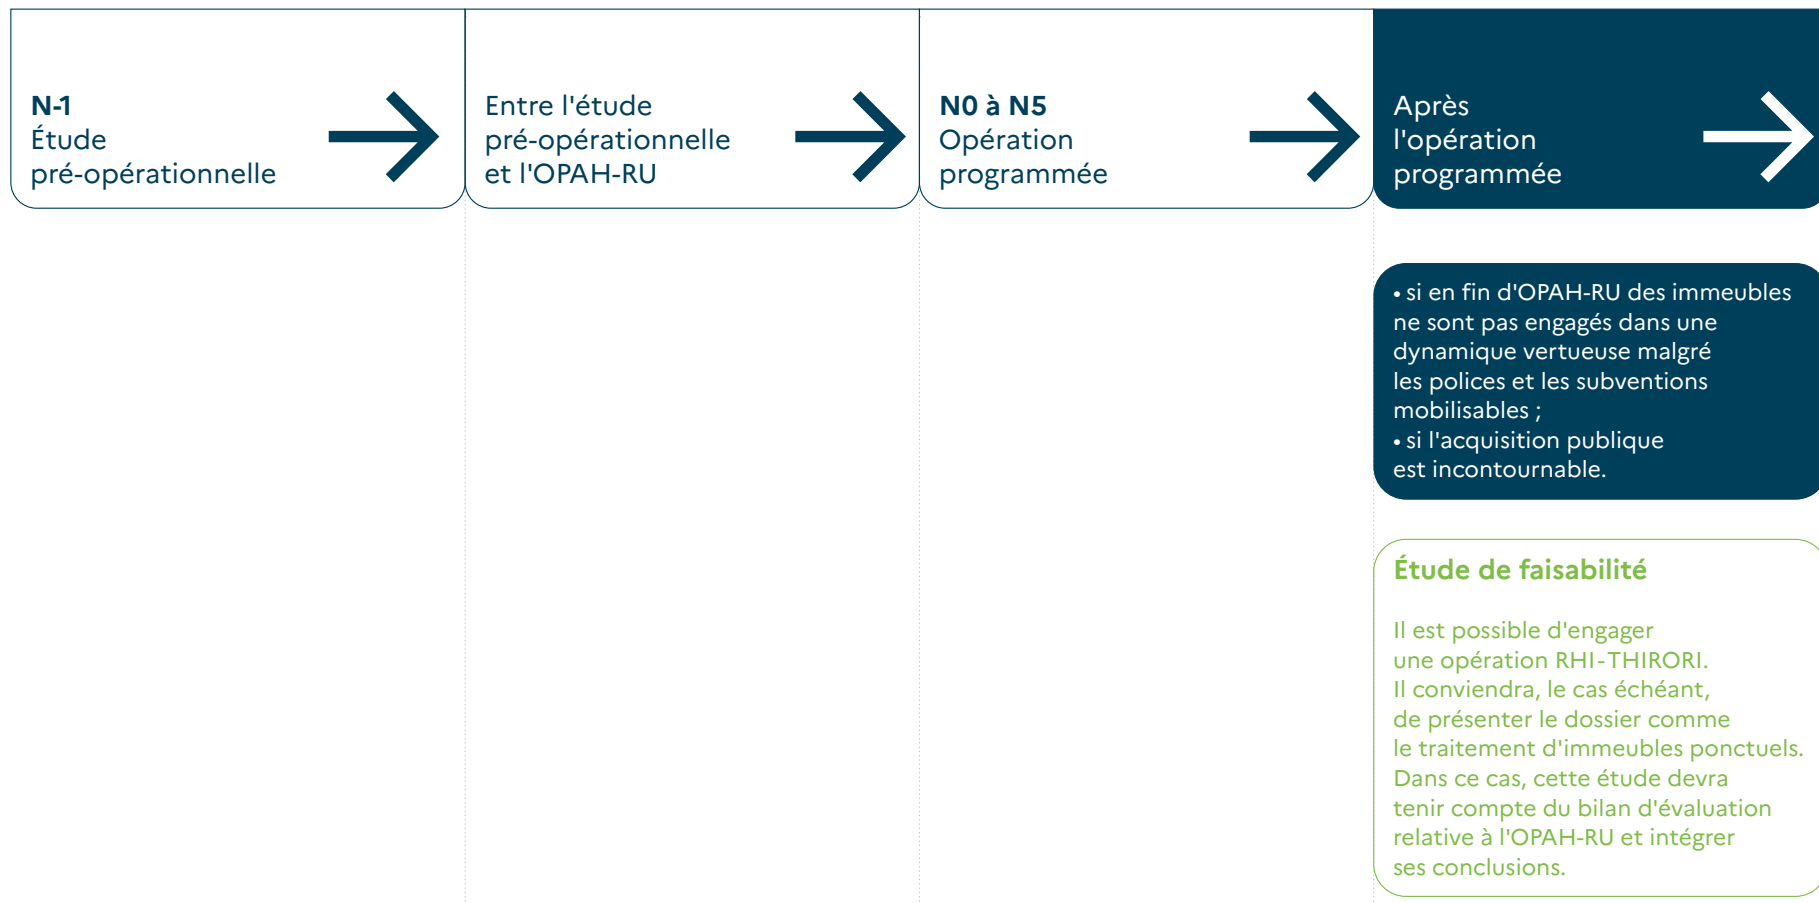 N-1
Étude
pré-opérationnelle
Entre l'étude
pré-opérationnelle
et l'OPAH-RU
N0 à N5
Opération
programmée
Après
l'opération
programmée
• si en fin d'OPAH-RU des immeubles
ne sont pas engagés dans une
dynamique vertueuse malgré
les polices et les subventions
mobilisables ;
• si l'acquisition publique
est incontournable.
Étude de faisabilité
Il est possible d'engager
une opération RHI-THIRORI.
Il conviendra, le cas échéant,
de présenter le dossier comme
le traitement d'immeubles ponctuels.
Dans ce cas, cette étude devra
tenir compte du bilan d'évaluation
relative à l'OPAH-RU et intégrer
ses conclusions.